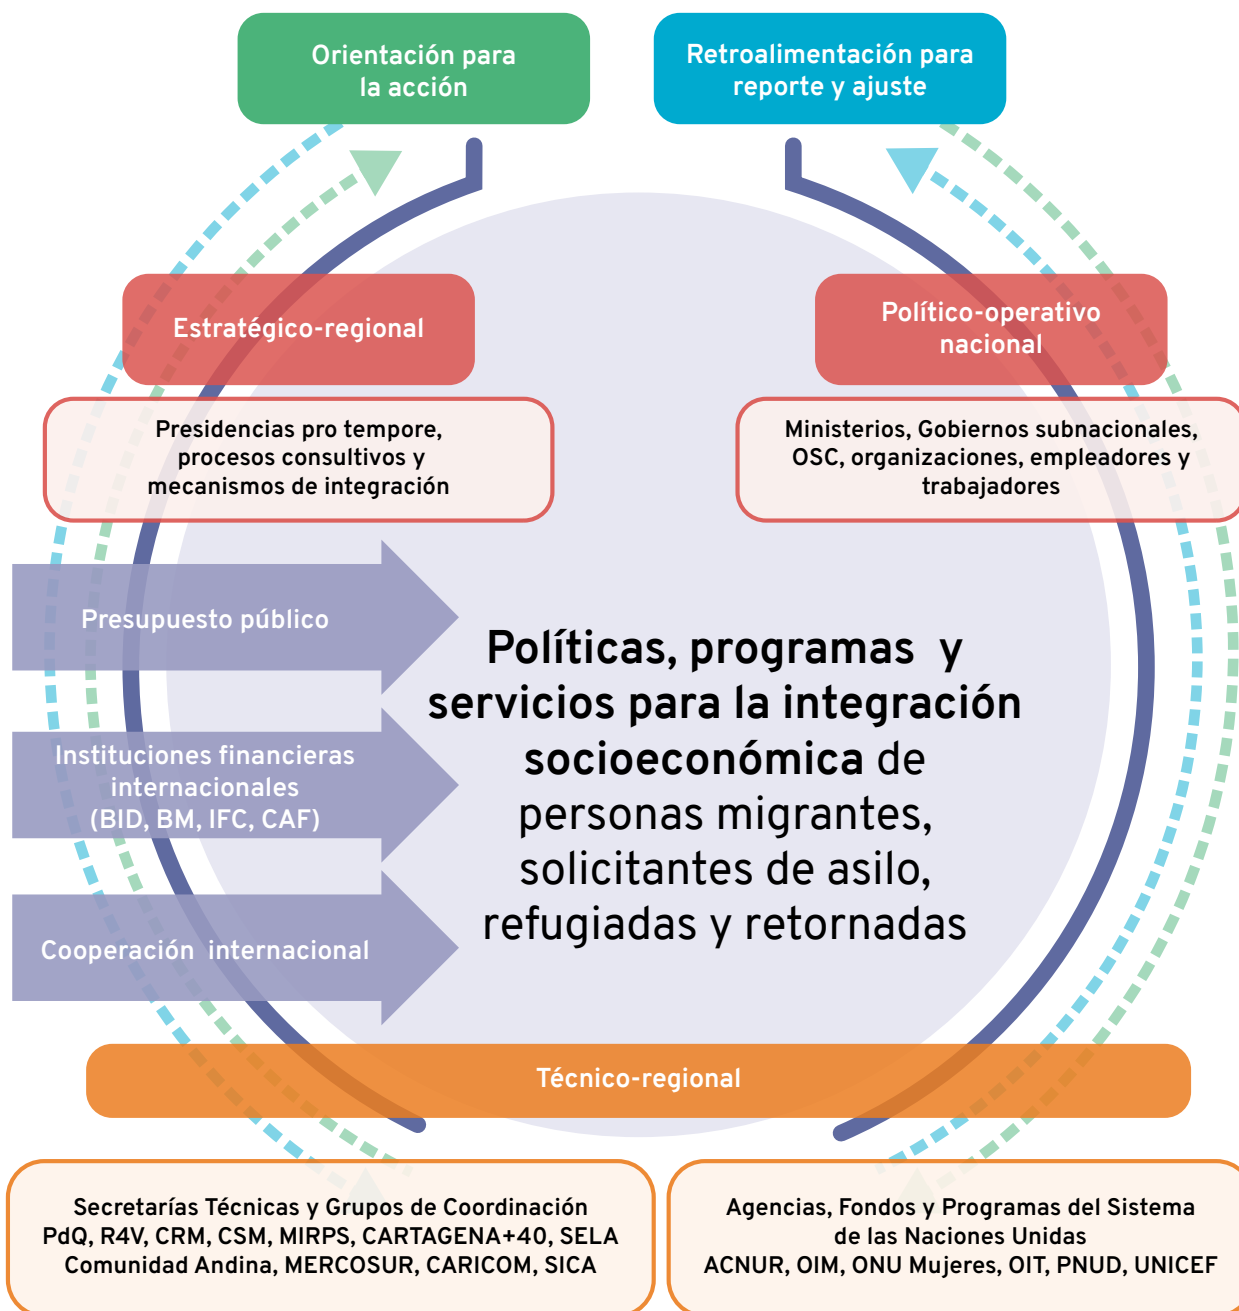 Orientación para
la acción
Retroalimentación para
reporte y ajuste
Estratégico-regional
Político-operativo
nacional
Presidencias pro tempore,
procesos consultivos y
mecanismos de integración
Ministerios, Gobiernos subnacionales,
OSC, organizaciones, empleadores y
trabajadores
Presupuesto público
Instituciones financieras
internacionales
(BID, BM, IFC, CAF)
Cooperación internacional
Políticas, programas y
servicios para la integración
socioeconómica de
personas migrantes,
solicitantes de asilo,
refugiadas y retornadas
Técnico-regional
Secretarías Técnicas y Grupos de Coordinación
PdQ, R4V, CRM, CSM, MIRPS, CARTAGENA+40, SELA
Comunidad Andina, MERCOSUR, CARICOM, SICA
Agencias, Fondos y Programas del Sistema
de las Naciones Unidas
ACNUR, OIM, ONU Mujeres, OIT, PNUD, UNICEF